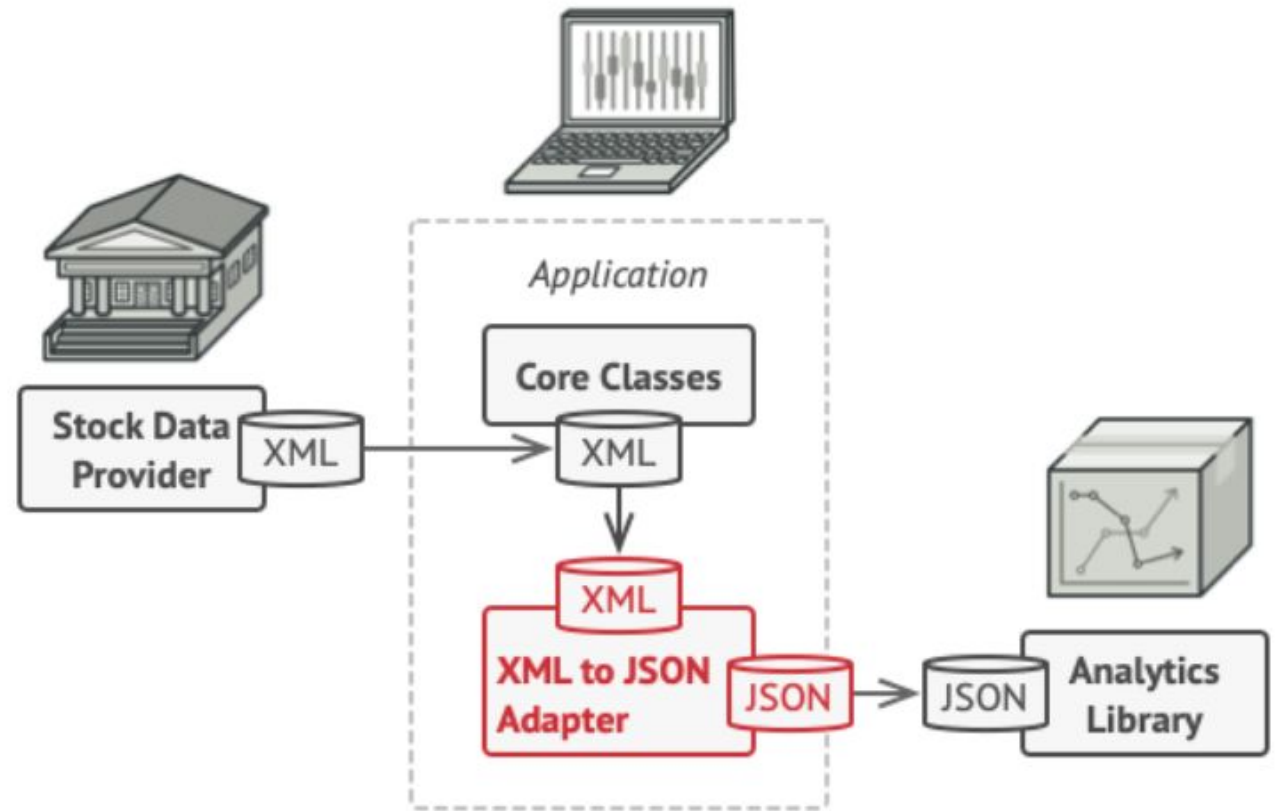 Application
Core Classes
XML
Stock Data
Provider
XML
XML
XML to JSON
Adapter
JSON
JSON
Analytics
Library